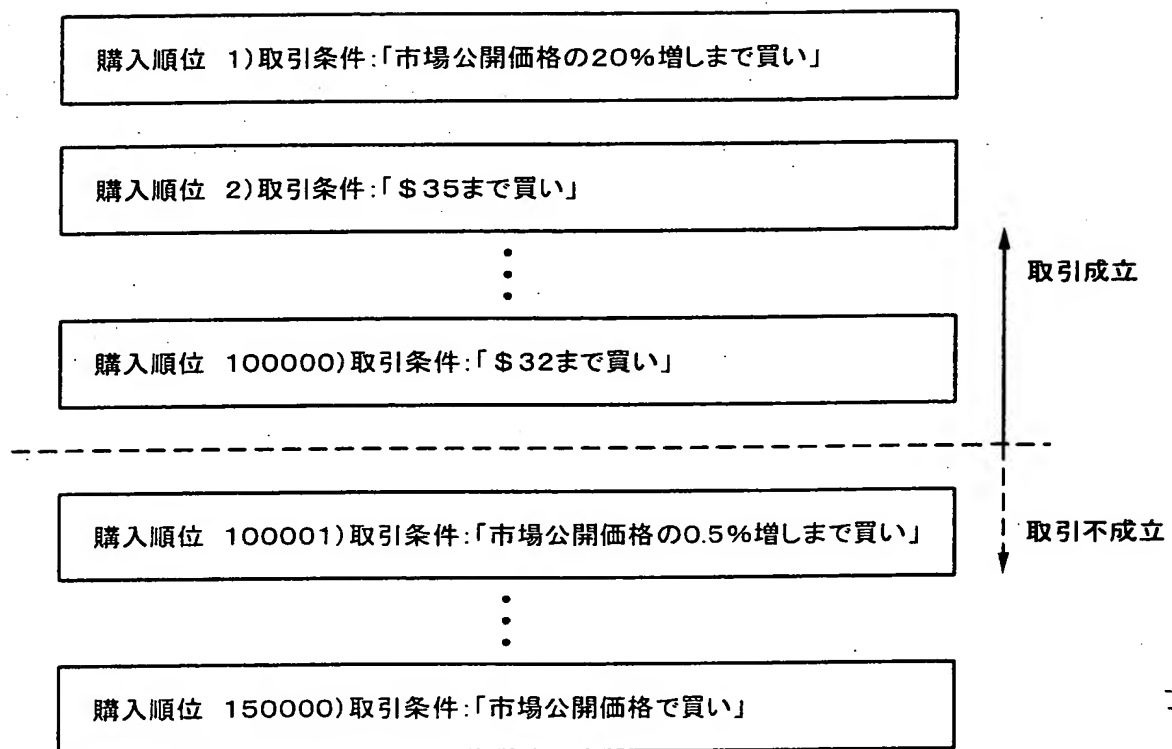 購入順位 1)取引条件:「市場公開価格の20%増しまで買い」
購入順位 2)取引条件:「$35まで買い」
取引成立
購入順位 100000)取引条件:「$32まで買い」
購入順位 100001)取引条件:「市場公開価格の0.5%増しまで買い」
取引不成立
購入順位 150000)取引条件:「市場公開価格で買い」